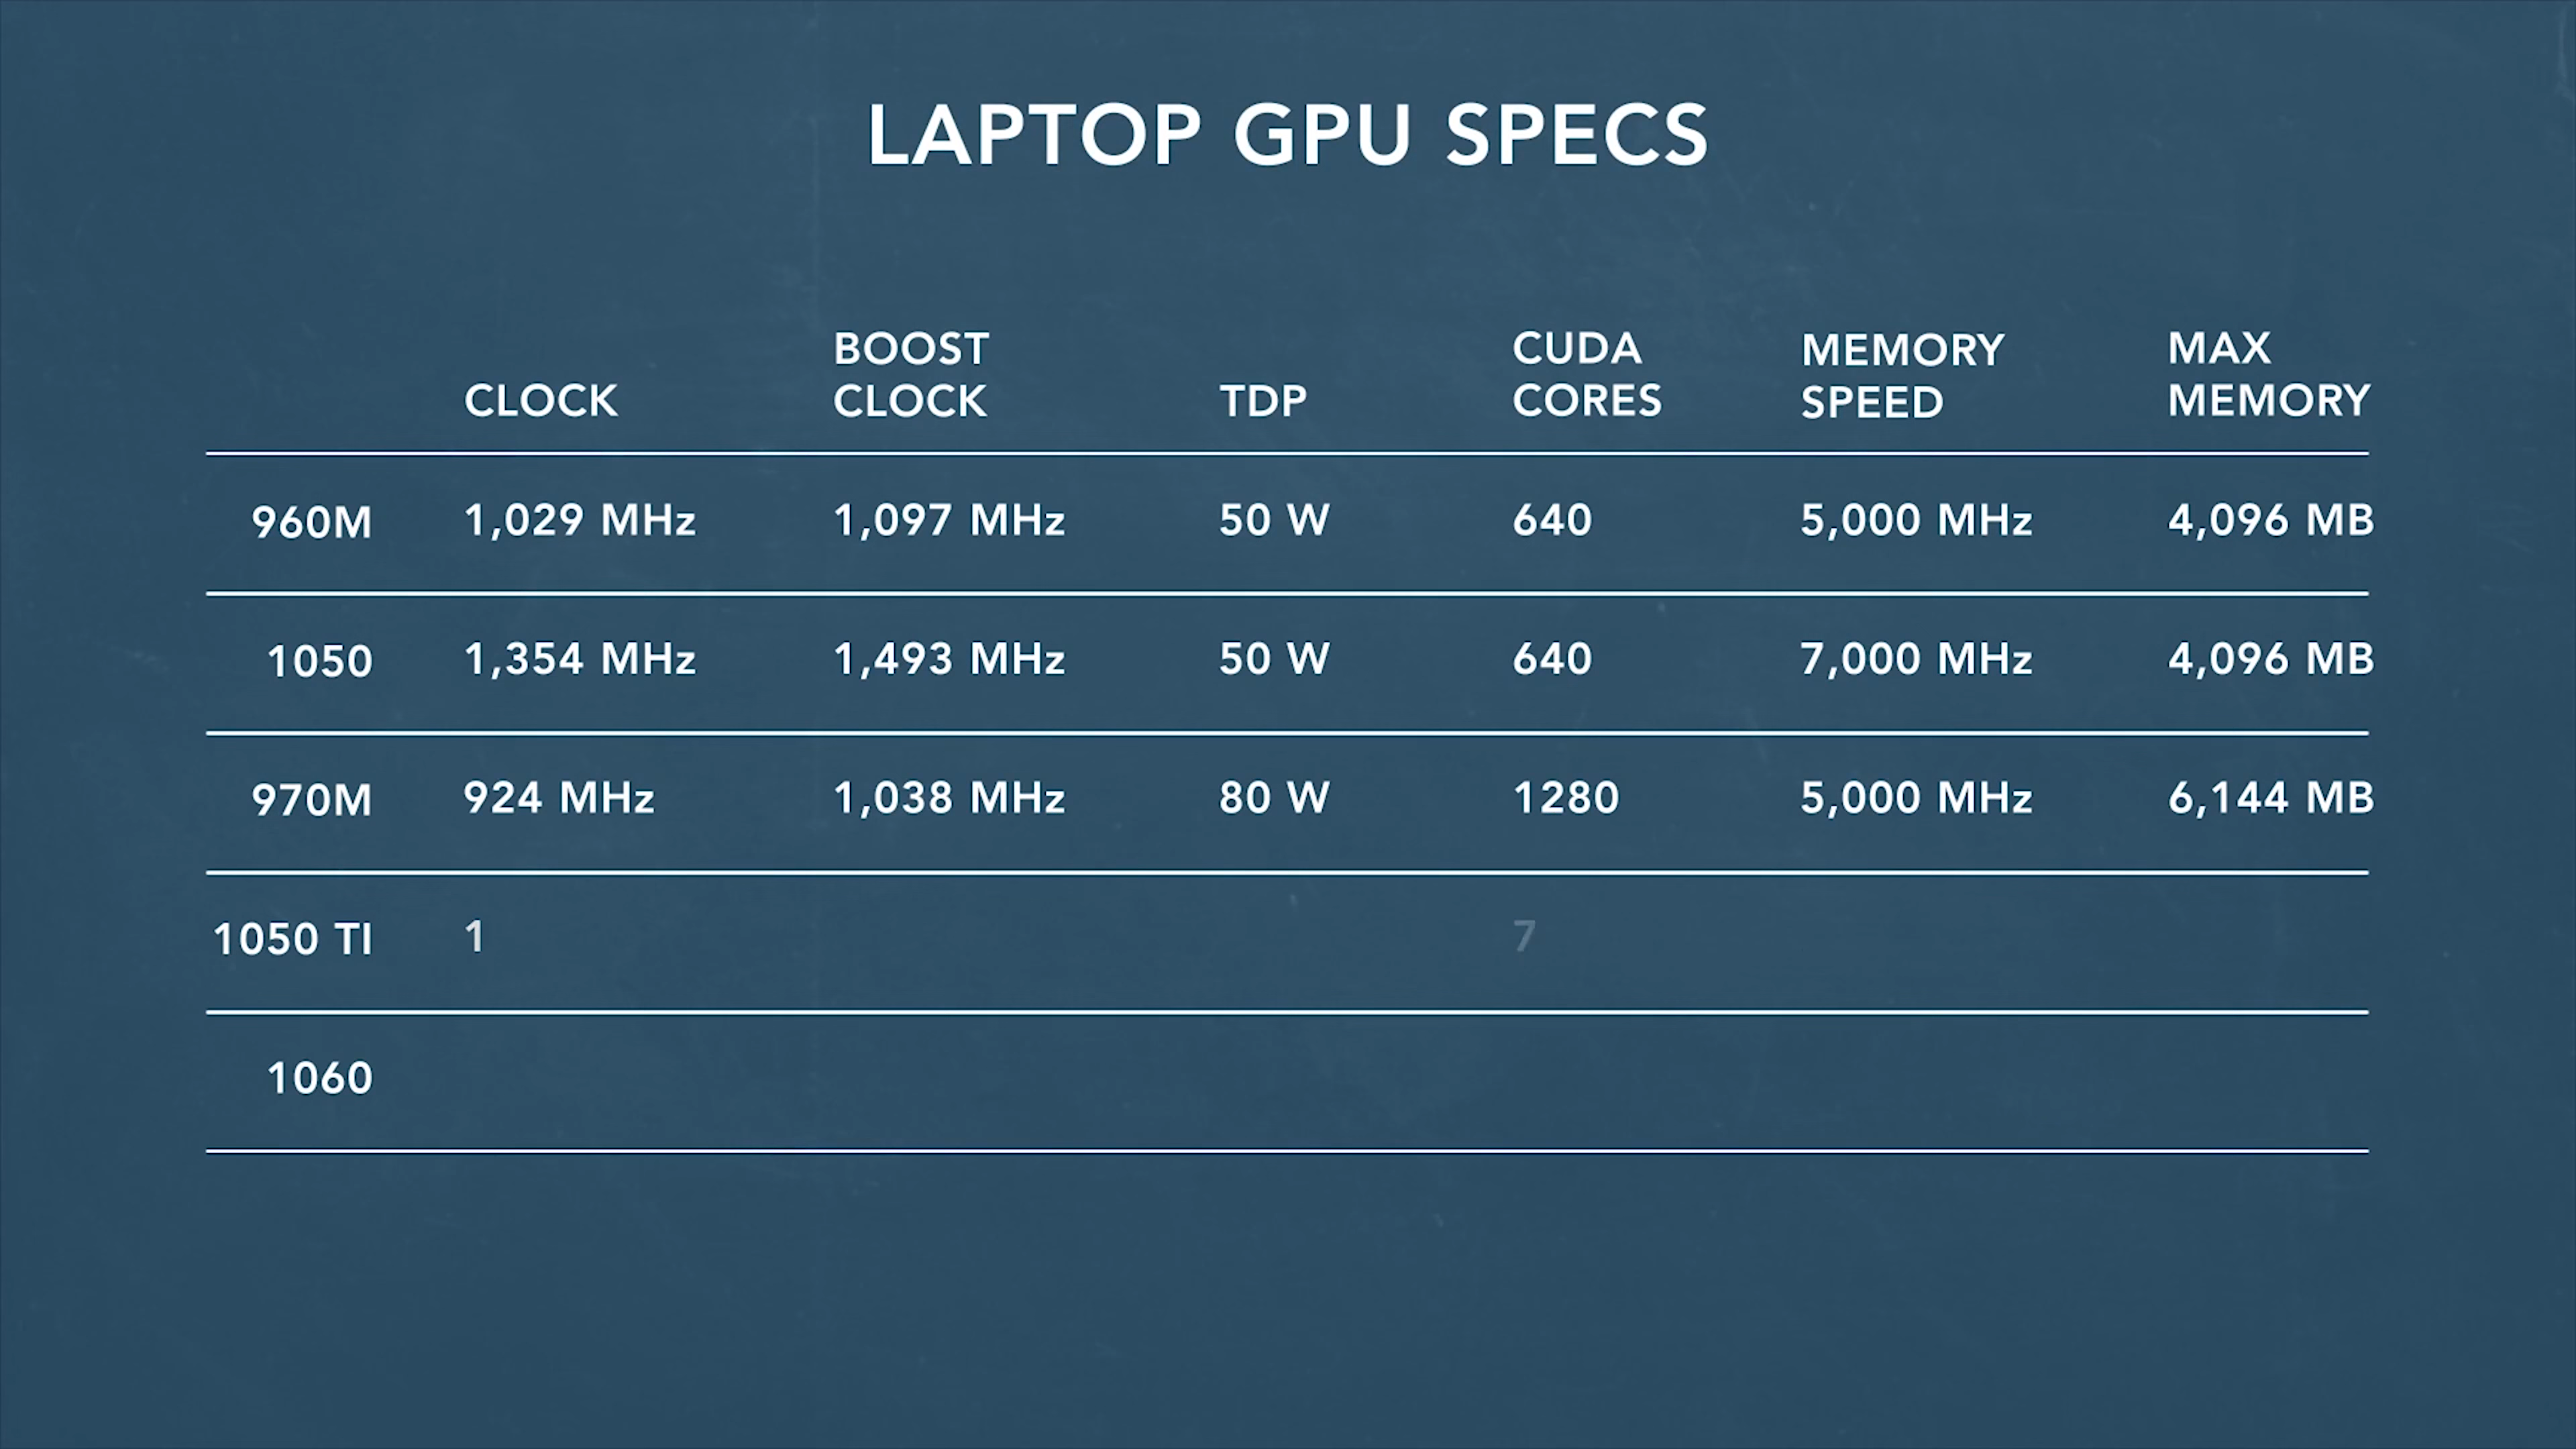 LAPTOP GPU SPECS
CLOCK BOOST CLOCK TDP CUDA CORES MEMORY SPEED MAX MEMORY
960M 1,029 MHz 1,097 MHz 50 W 640 5,000 MHz 4,096 MB
1050 1,354 MHz 1,493 MHz 50 W 640 7,000 MHz 4,096 MB
970M 924 MHz 1,038 MHz 80 W 1280 5,000 MHz 6,144 MB
1050 TI 1 7
1060